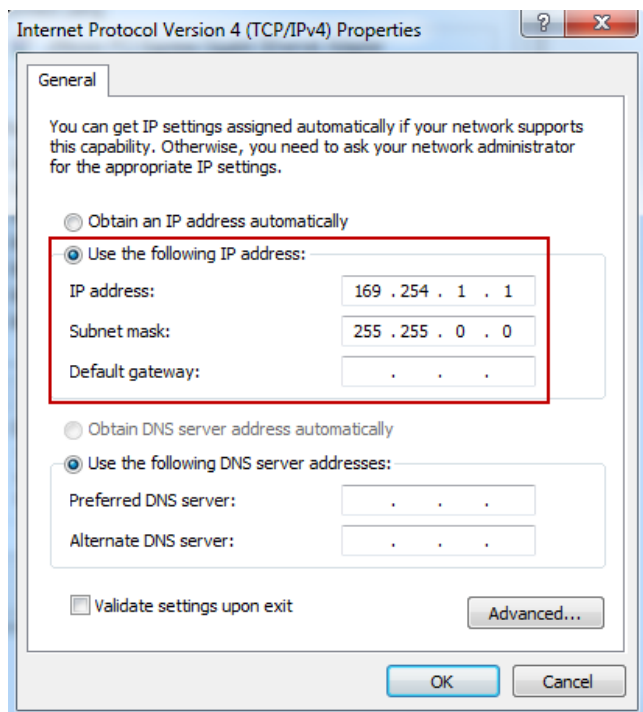 Internet Protocol Version 4 (TCP/IPv4) Properties
?
X
General
You can get IP settings assigned automatically if your network supports
this capability. Otherwise, you need to ask your network administrator
for the appropriate IP settings.
Obtain an IP address automatically
Use the following IP address:
IP address: 169 . 254 . 1 . 1
Subnet mask: 255 . 255 . 0 . 0
Default gateway: . . .
Obtain DNS server address automatically
Use the following DNS server addresses:
Preferred DNS server: . . .
Alternate DNS server: . . .
Validate settings upon exit
Advanced...
OK Cancel